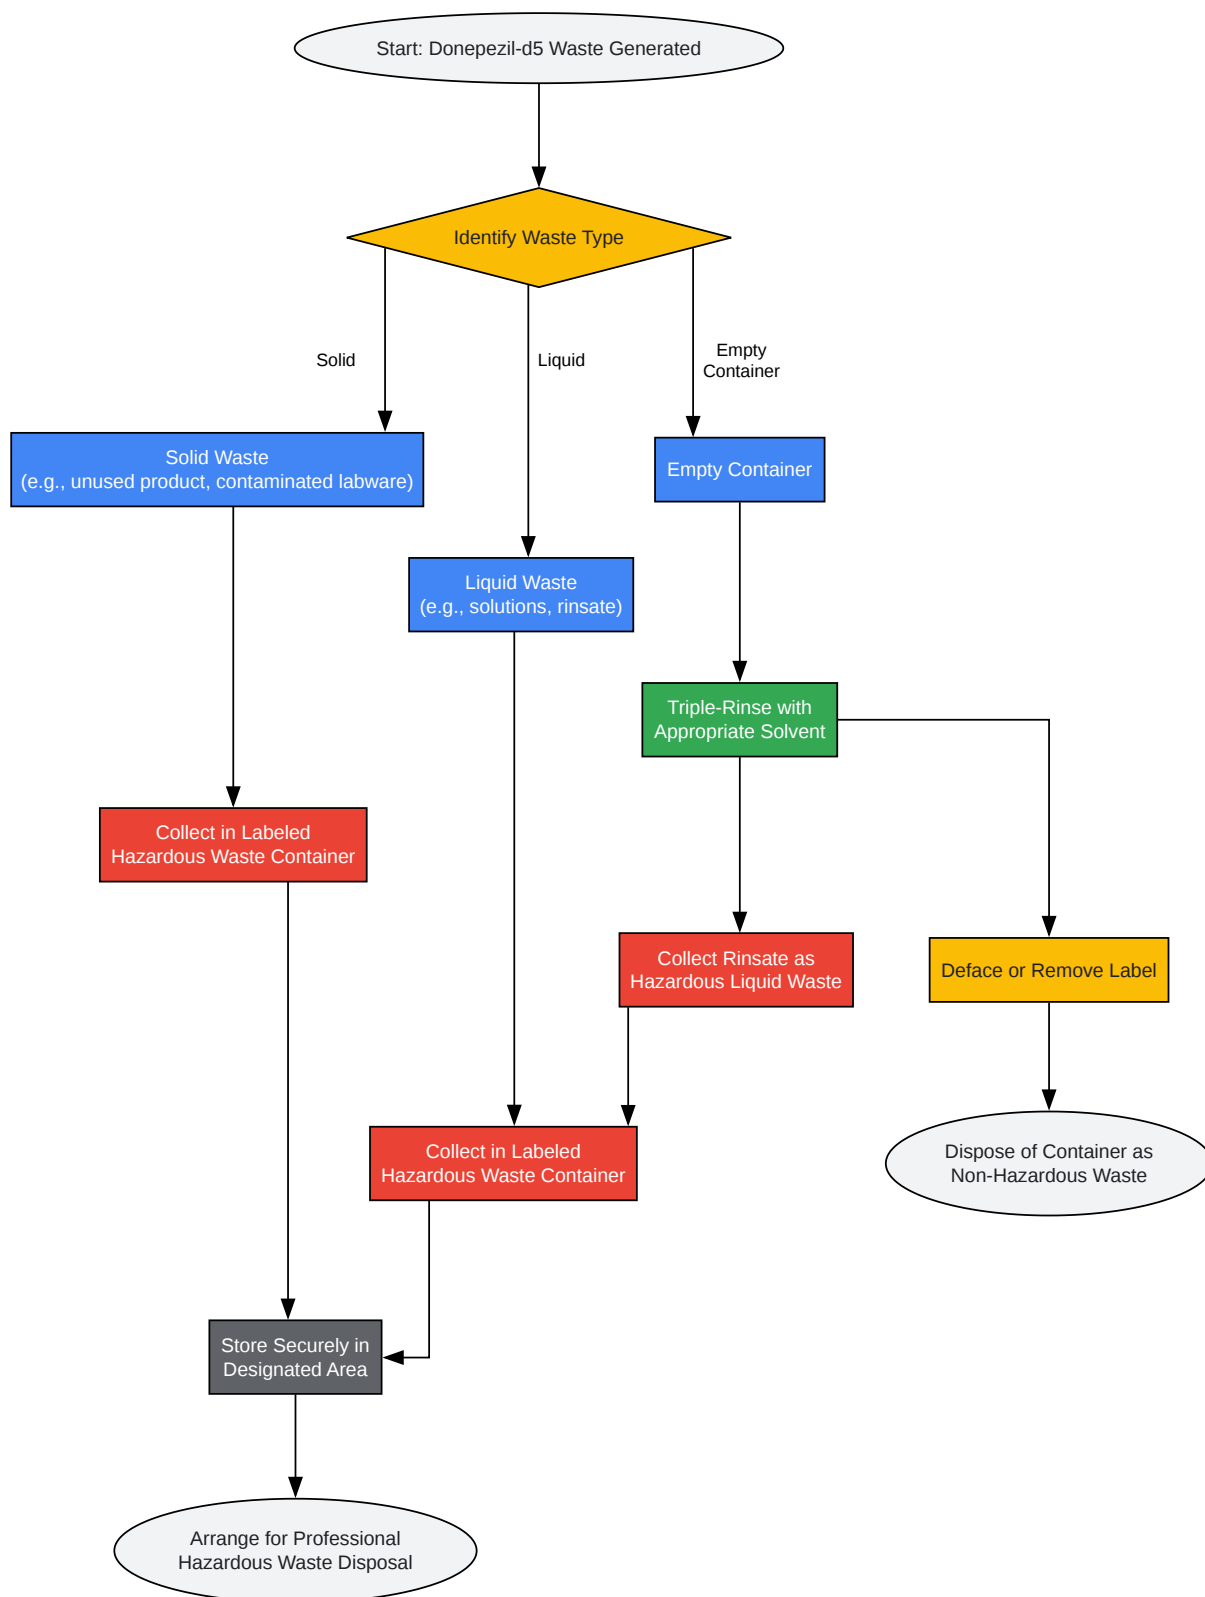 Start: Donepezil-d5 Waste Generated
Identify Waste Type
Solid
Liquid
Empty
Container
Solid Waste
(e.g., unused product, contaminated labware)
Empty Container
Liquid Waste
(e.g., solutions, rinsate)
Triple-Rinse with
Appropriate Solvent
Collect in Labeled
Hazardous Waste Container
Collect Rinsate as
Hazardous Liquid Waste
Deface or Remove Label
Collect in Labeled
Hazardous Waste Container
Dispose of Container as
Non-Hazardous Waste
Store Securely in
Designated Area
Arrange for Professional
Hazardous Waste Disposal